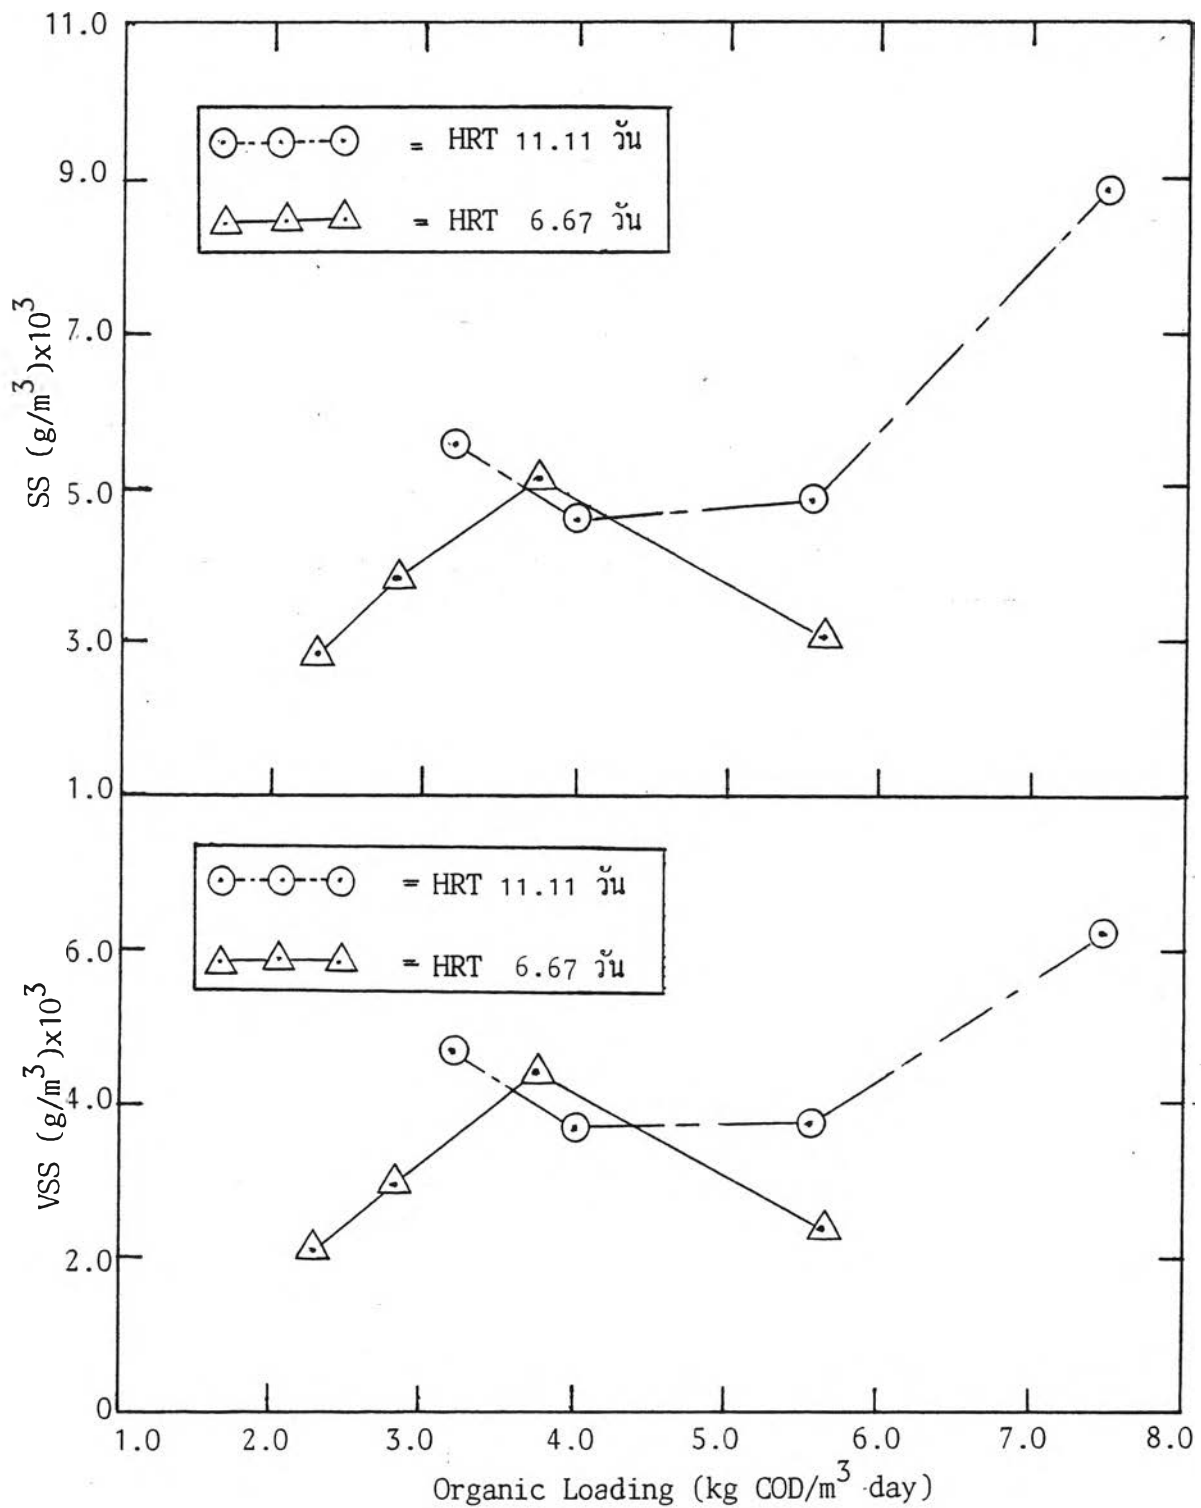 11.0
= HRT 11.11 วัน
9.0
= HRT 6.67 วัน
7.0
SS (g/m³)x10³
5.0
3.0
1.0
= HRT 11.11 วัน
6.0
= HRT 6.67 วัน
VSS (g/m³)x10³
4.0
2.0
0
1.0 2.0 3.0 4.0 5.0 6.0 7.0 8.0
Organic Loading (kg COD/m³ day)